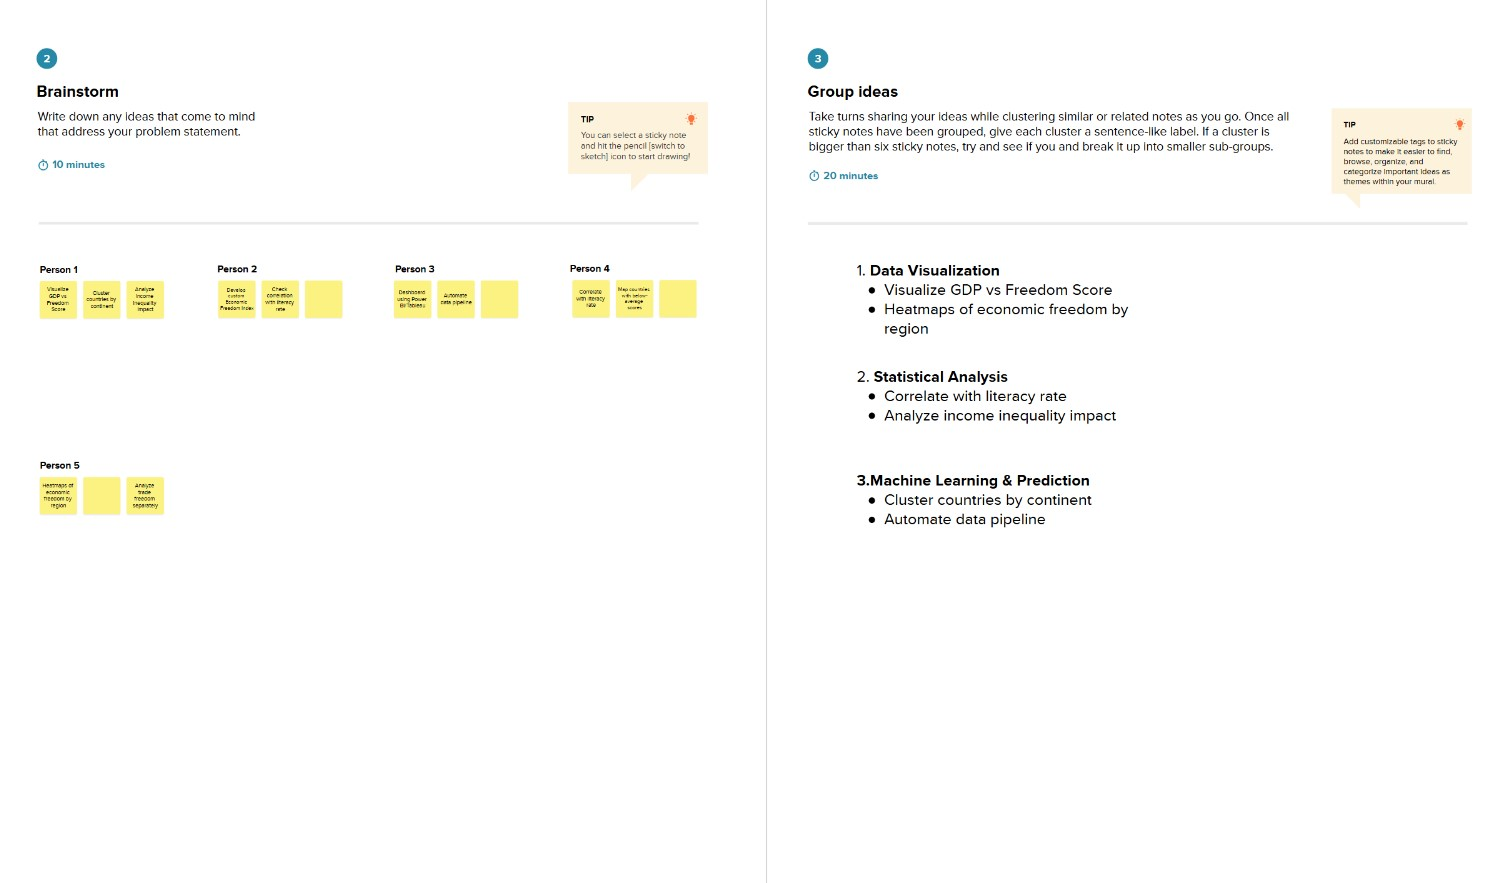 2
Brainstorm
Write down any ideas that come to mind
that address your problem statement.
10 minutes
TIP
You can select a sticky note
and hit the pencil [switch to
sketch] icon to start drawing!
Person 1
Visualize
GDP vs
Freedom
Score
Cluster
countries by
continent
Analyze
income
inequality
impact
Person 2
Develop
custom
Economic
Freedom Index
Check
correlation
with literacy
rate
Person 3
Dashboard
using Power
BI/Tableau
Automate
data pipeline
Person 4
Correlate
with literacy
rate
Map countries
with below-
average
scores
Person 5
Heatmaps of
economic
freedom by
region
Analyze
trade
freedom
separately
3
Group ideas
Take turns sharing your ideas while clustering similar or related notes as you go. Once all
sticky notes have been grouped, give each cluster a sentence-like label. If a cluster is
bigger than six sticky notes, try and see if you and break it up into smaller sub-groups.
20 minutes
TIP
Add customizable tags to sticky
notes to make it easier to find,
browse, organize, and
categorize important ideas as
themes within your mural.
1. Data Visualization
● Visualize GDP vs Freedom Score
● Heatmaps of economic freedom by
region
2. Statistical Analysis
● Correlate with literacy rate
● Analyze income inequality impact
3.Machine Learning & Prediction
● Cluster countries by continent
● Automate data pipeline